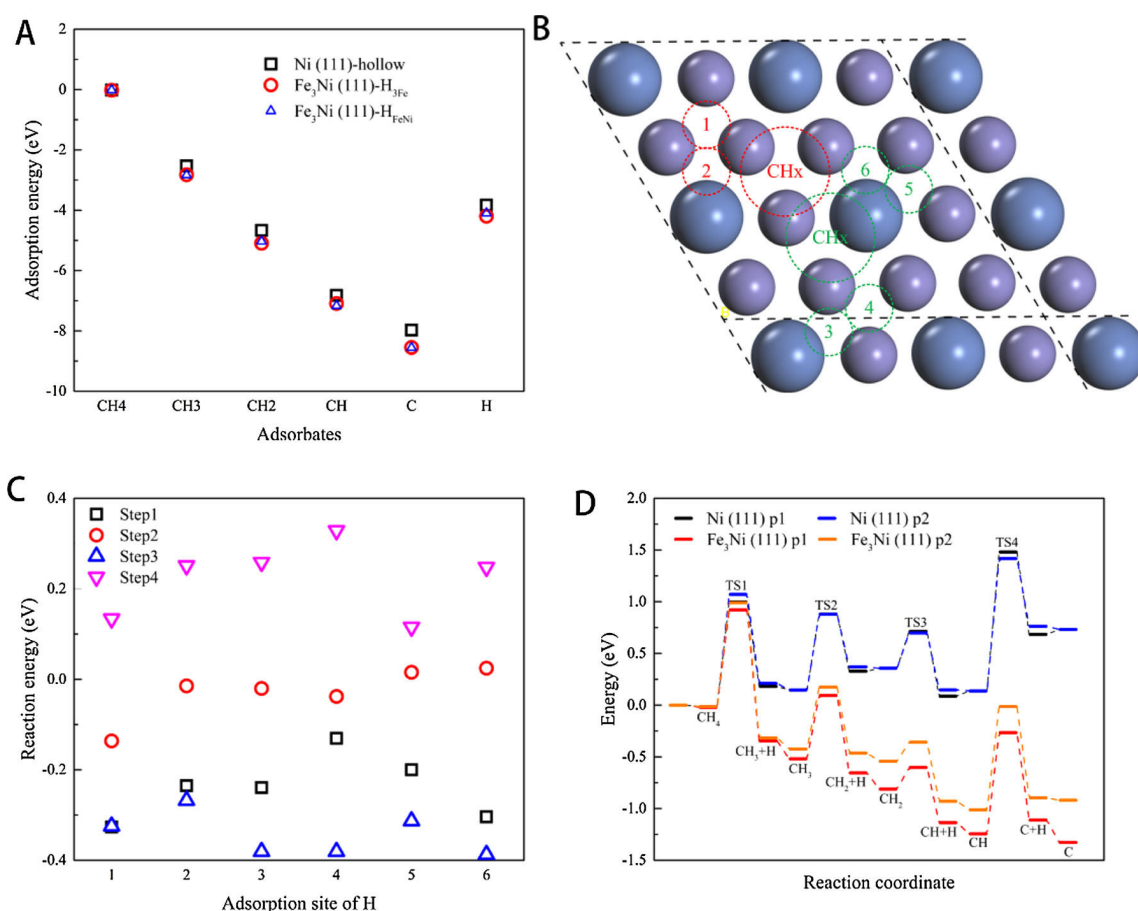 A
2
0
-2
-4
-6
-8
-10
Adsorption energy (eV)
Ni (111)-hollow
Fe3Ni (111)-H3Fe
Fe3Ni (111)-HFeNi
CH4 CH3 CH2 CH C H
Adsorbates
B
1
2
CHx
6
5
CHx
4
3
C
0.4
0.2
0.0
-0.2
-0.4
Reaction energy (eV)
Step1
Step2
Step3
Step4
1 2 3 4 5 6
Adsorption site of H
D
2.0
1.5
1.0
0.5
0.0
-0.5
-1.0
-1.5
Energy (eV)
Ni (111) p1 Ni (111) p2
Fe3Ni (111) p1 Fe3Ni (111) p2
TS1
TS2
TS3
TS4
CH4
CH3+H
CH3
CH2+H
CH2
CH+H
CH
C+H
C
Reaction coordinate